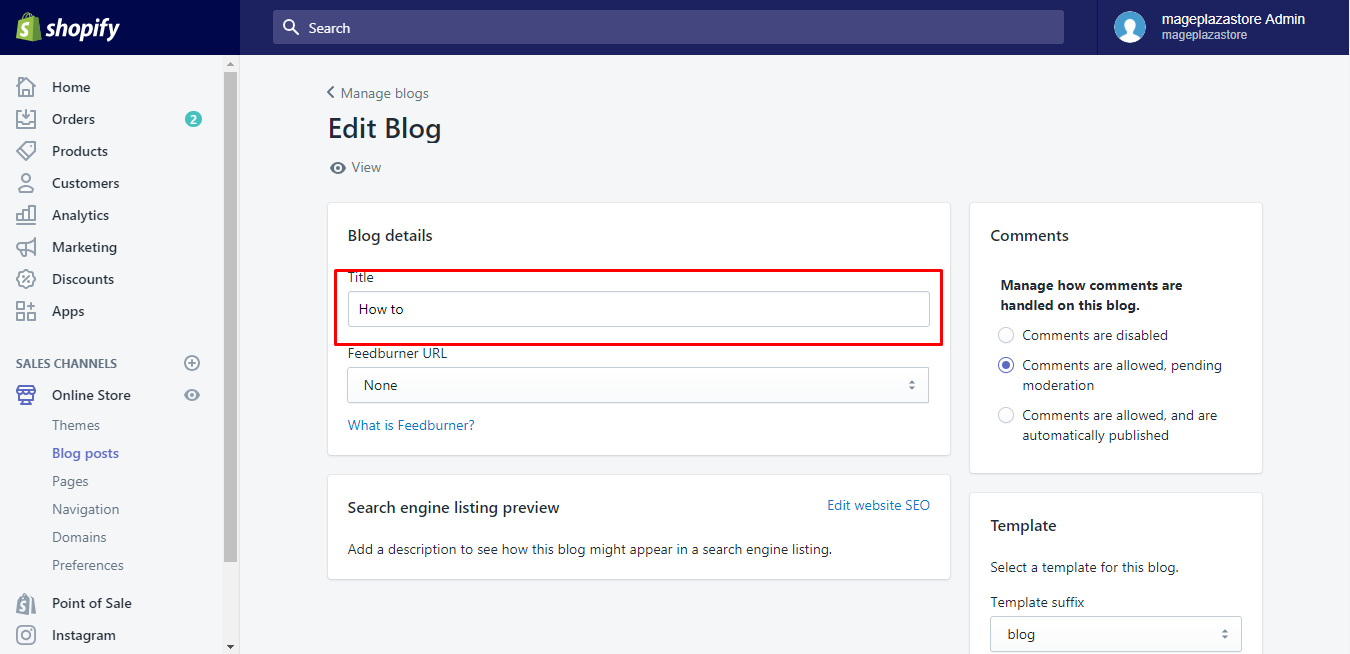 shopify
Search
mageplazastore Admin
mageplazastore
Home
Orders
2
Products
Customers
Analytics
Marketing
Discounts
Apps
SALES CHANNELS
Online Store
Themes
Blog posts
Pages
Navigation
Domains
Preferences
Point of Sale
Instagram
Manage blogs
Edit Blog
View
Blog details
Title
How to
Feedburner URL
None
What is Feedburner?
Search engine listing preview
Edit website SEO
Add a description to see how this blog might appear in a search engine listing.
Comments
Manage how comments are
handled on this blog.
Comments are disabled
Comments are allowed, pending
moderation
Comments are allowed, and are
automatically published
Template
Select a template for this blog.
Template suffix
blog